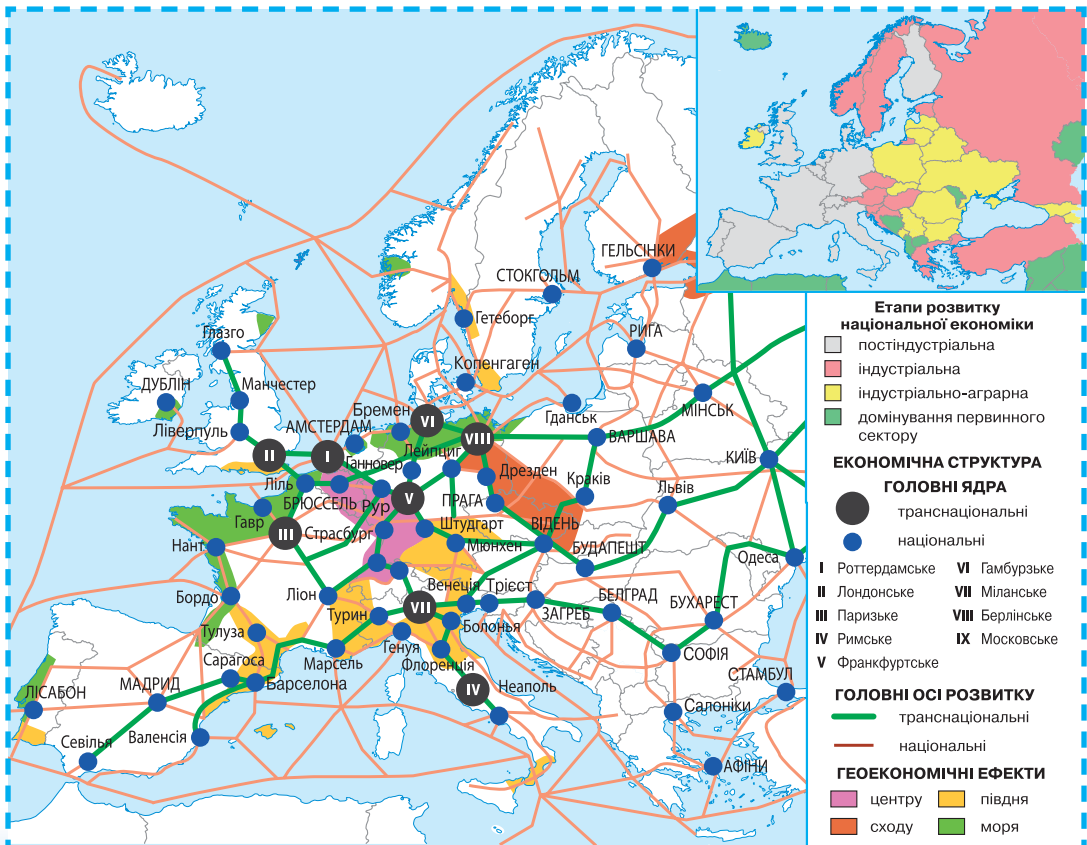 ГЕЛЬСІНКИ
СТОКГОЛЬМ
Гетеборг
РИГА
Глазго
Копенгаген
ДУБЛІН
Манчестер
Гданськ
МІНСЬК
Бремен
VI
Ліверпуль
АМСТЕРДАМ
VIII
ВАРШАВА
II
I
Ганновер
Лейпциг
КИЇВ
Дрезден
Ліль
БРЮССЕЛЬ
Рур
V
Краків
Львів
ПРАГА
Гавр
III
Страсбург
Штудгарт
ВІДЕНЬ
Нант
Мюнхен
БУДАПЕШТ
Одеса
Бордо
Ліон
Венеція
Трієст
БЕЛГРАД
БУХАРЕСТ
VII
Турин
ЗАГРЕБ
Тулуза
Болонья
Генуя
Сарагоса
Марсель
Флоренція
СОФІЯ
МАДРИД
Барселона
СТАМБУЛ
ЛІСАБОН
IV
Неаполь
Салоніки
Севілья
Валенсія
АФІНИ
Етапи розвитку
національної економіки
постіндустріальна
індустріальна
індустріально-аграрна
домінування первинного
сектору
ЕКОНОМІЧНА СТРУКТУРА
ГОЛОВНІ ЯДРА
транснаціональні
національні
I Роттердамське
VI Гамбурзьке
II Лондонське
VII Міланське
III Паризьке
VIII Берлінське
IV Римське
IX Московське
V Франкфуртське
ГОЛОВНІ ОСІ РОЗВИТКУ
транснаціональні
національні
ГЕОЕКОНОМІЧНІ ЕФЕКТИ
центру
півдня
сходу
моря